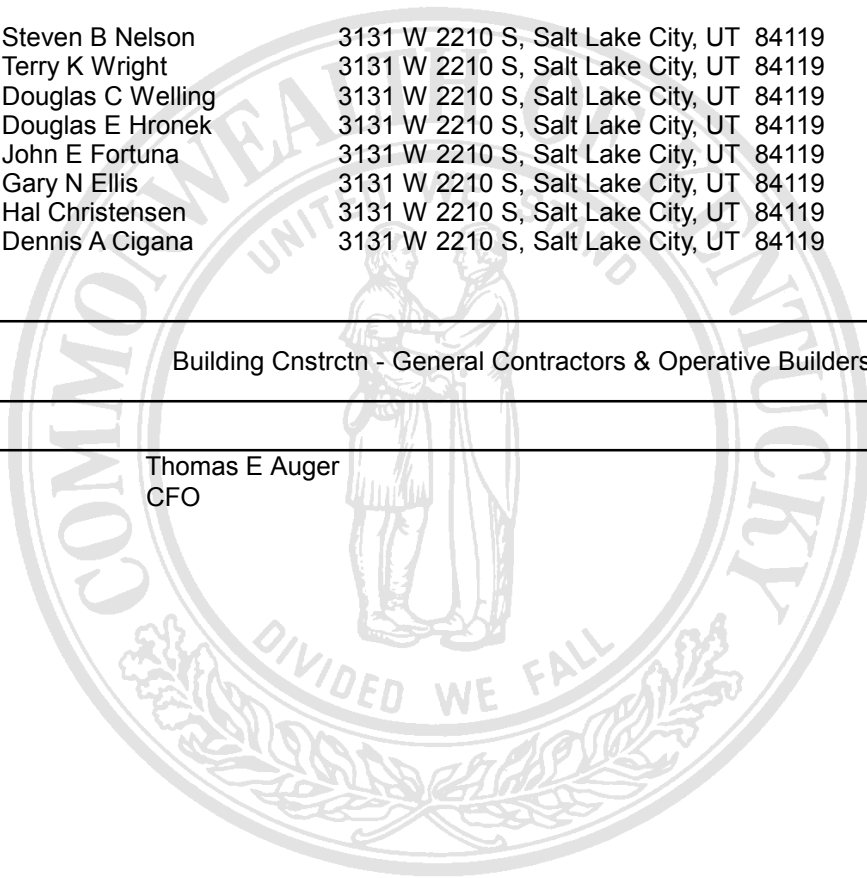 Steven B Nelson 3131 W 2210 S, Salt Lake City, UT 84119
Terry K Wright 3131 W 2210 S, Salt Lake City, UT 84119
Douglas C Welling 3131 W 2210 S, Salt Lake City, UT 84119
Douglas E Hronek 3131 W 2210 S, Salt Lake City, UT 84119
John E Fortuna 3131 W 2210 S, Salt Lake City, UT 84119
Gary N Ellis 3131 W 2210 S, Salt Lake City, UT 84119
Hal Christensen 3131 W 2210 S, Salt Lake City, UT 84119
Dennis A Cigana 3131 W 2210 S, Salt Lake City, UT 84119
Building Cnstrctn - General Contractors & Operative Builders
Thomas E Auger
CFO
COMMONWEALTH OF KENTUCKY
UNITED WE STAND
DIVIDED WE FALL